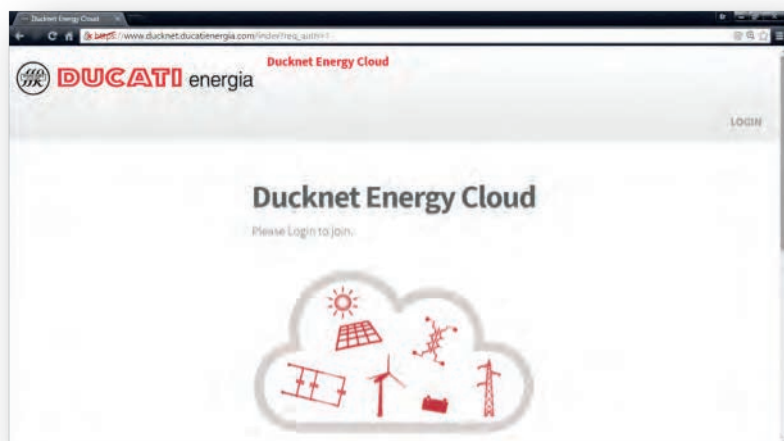 Ducknet Energy Cloud
https://www.ducknet.ducatienergia.com/index?req_auth=1
DUCATI energia
Ducknet Energy Cloud
LOGIN
Ducknet Energy Cloud
Please Login to join.